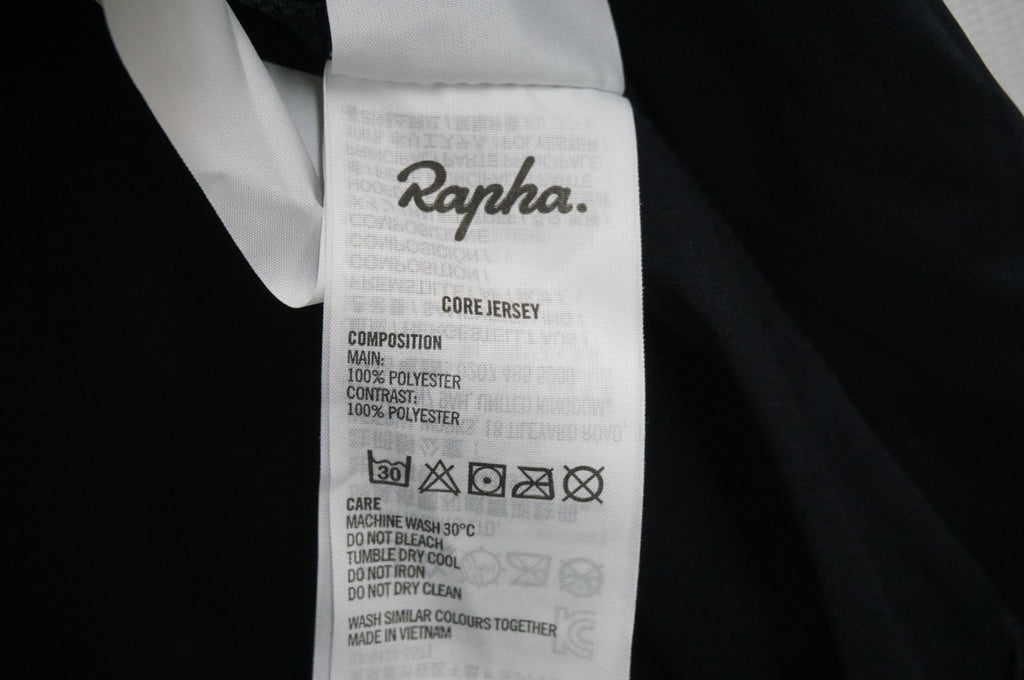 Rapha.
CORE JERSEY
COMPOSITION
MAIN:
100% POLYESTER
CONTRAST:
100% POLYESTER
30
CARE
MACHINE WASH 30°C
DO NOT BLEACH
TUMBLE DRY COOL
DO NOT IRON
DO NOT DRY CLEAN
WASH SIMILAR COLOURS TOGETHER
MADE IN VIETNAM